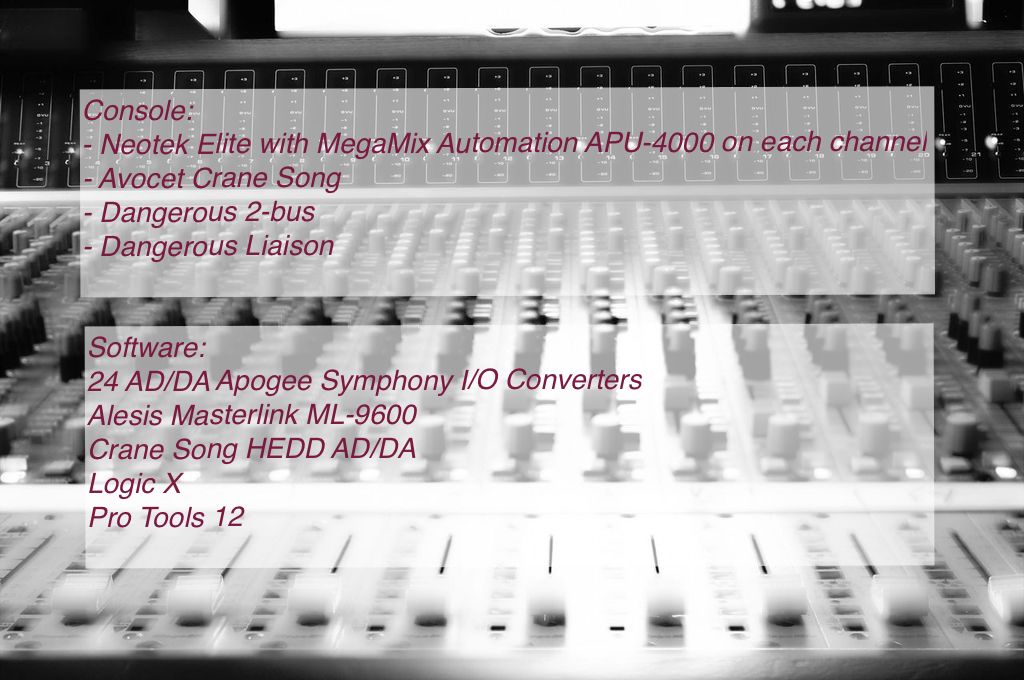 Console:
- Neotek Elite with MegaMix Automation APU-4000 on each channel
- Avocet Crane Song
- Dangerous 2-bus
- Dangerous Liaison
Software:
24 AD/DA Apogee Symphony I/O Converters
Alesis Masterlink ML-9600
Crane Song HEDD AD/DA
Logic X
Pro Tools 12